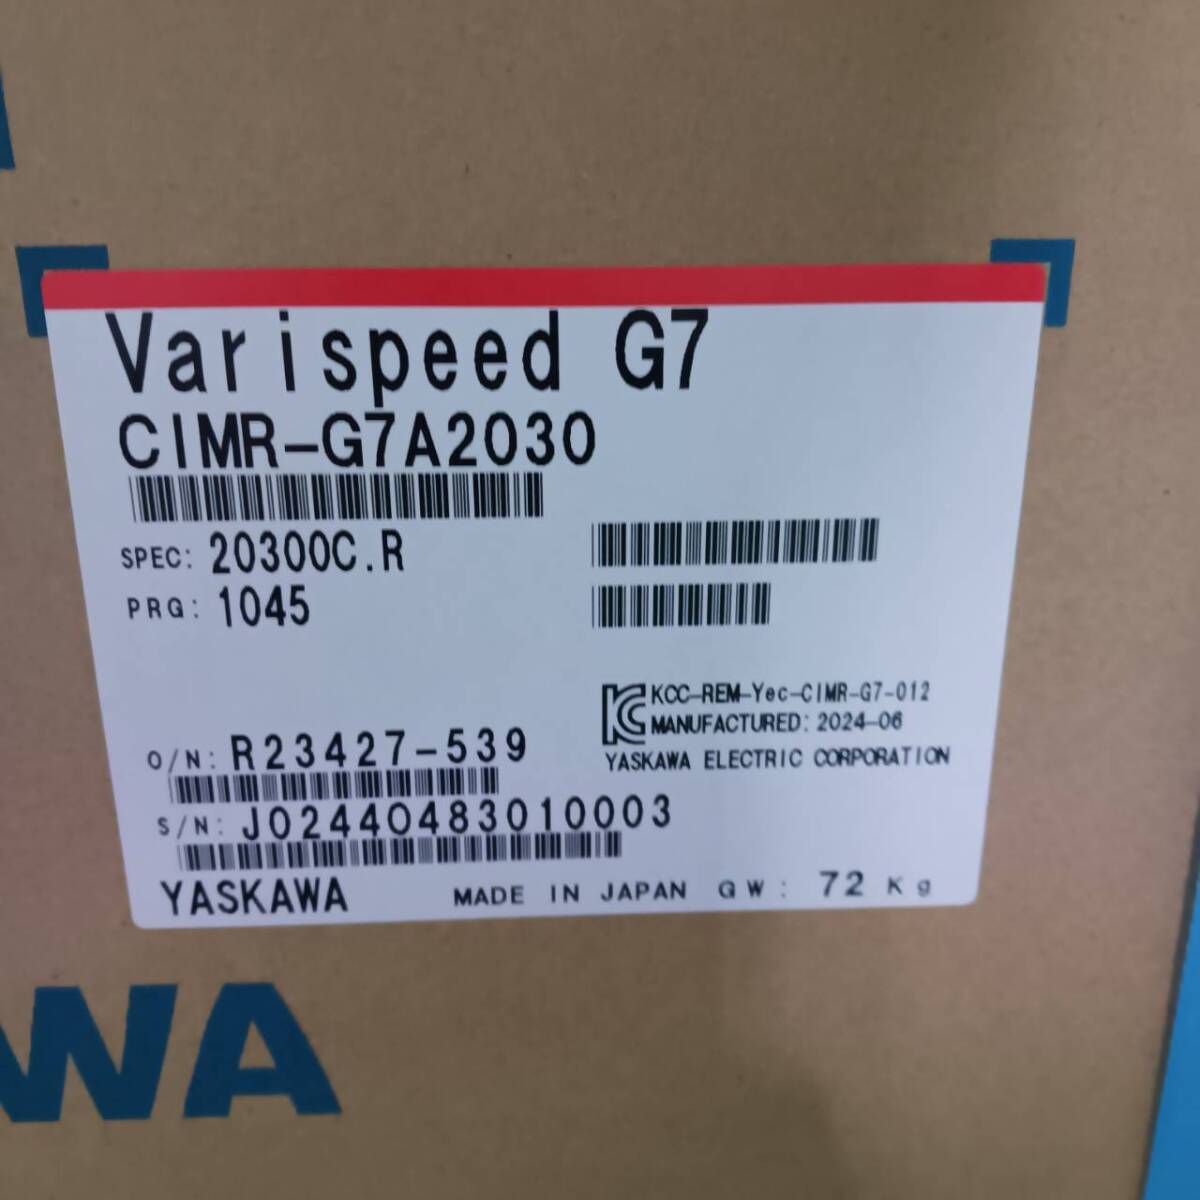 Varispeed G7
CIMR-G7A2030
SPEC: 20300C.R
PRG: 1045
KCC-REM-Yec-CIMR-G7-012
MANUFACTURED: 2024-06
YASKAWA ELECTRIC CORPORATION
O/N: R23427-539
S/N: J02440483010003
YASKAWA MADE IN JAPAN GW: 72 Kg
WA